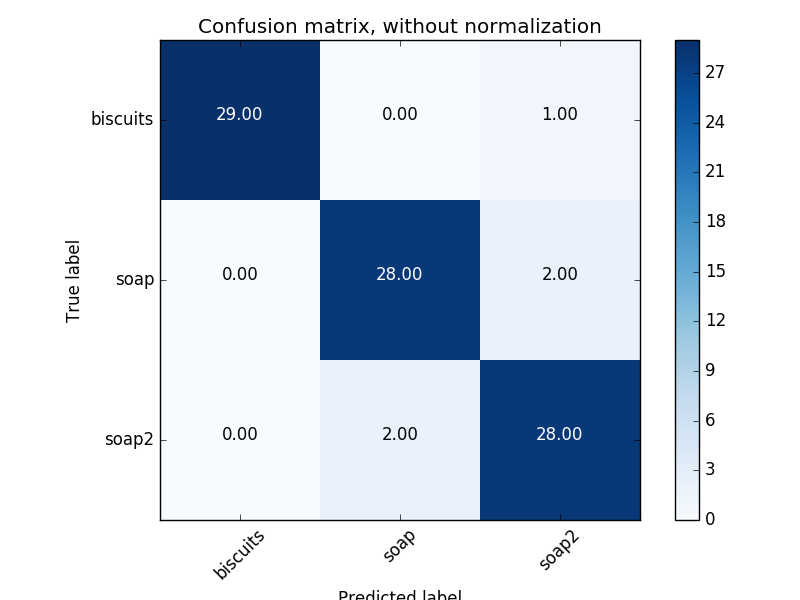 Confusion matrix, without normalization
biscuits 29.00 0.00 1.00
soap 0.00 28.00 2.00
soap2 0.00 2.00 28.00
True label
biscuits soap soap2
Predicted label
27
24
21
18
15
12
9
6
3
0